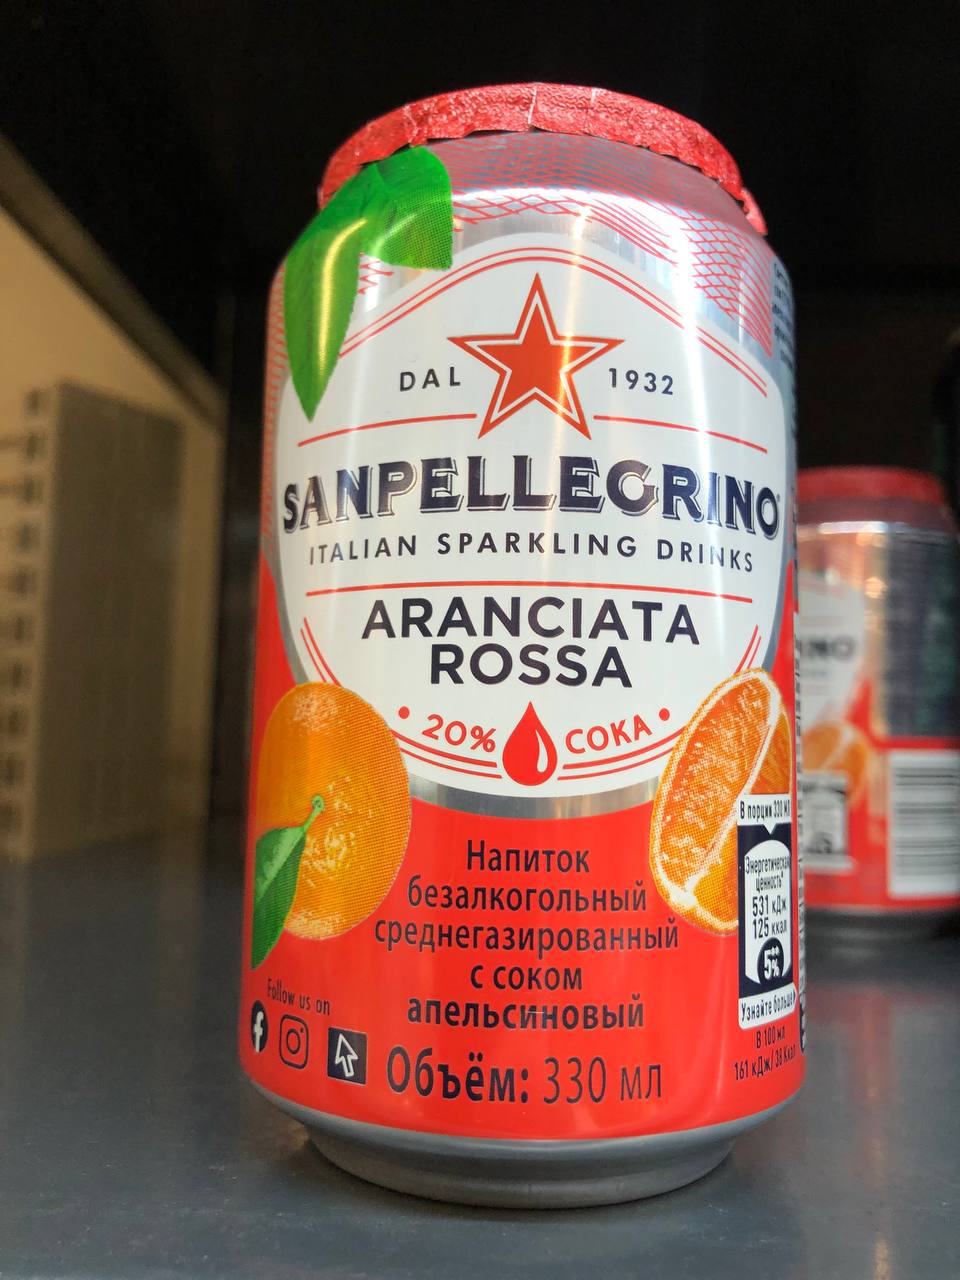 DAL 1932
SANPELLEGRINO
ITALIAN SPARKLING DRINKS
ARANCIATA
ROSSA
20% СОКА
Напиток
безалкогольный
среднегазированный
с соком
апельсиновый
Объём: 330 мл
Follow us on
В порции 330 мл
Энергетическая
ценность*
531 кДж
125 ккал
5%
Узнайте больше
В 100 мл
161 кДж/ 38 Ккал